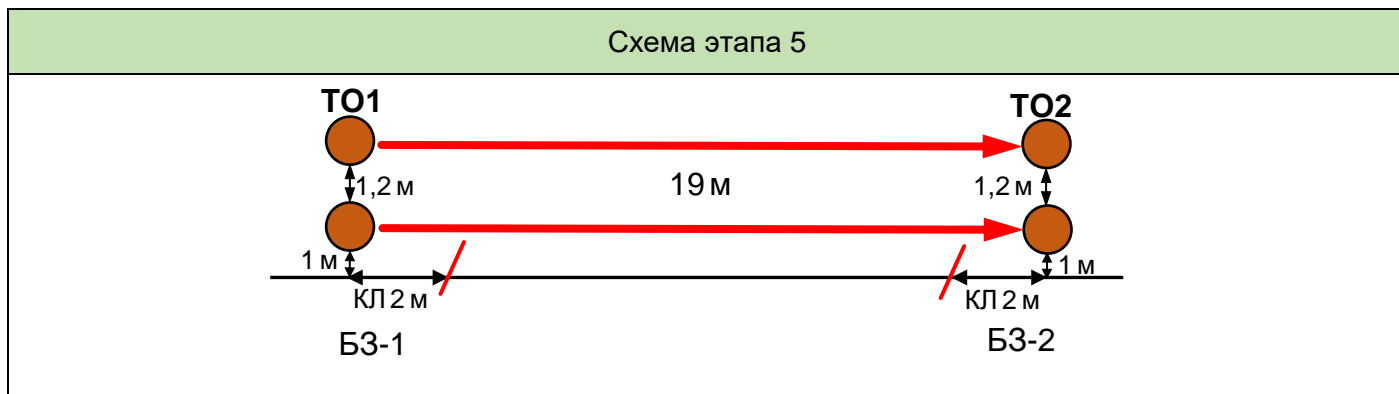 Схема этапа 5
ТО1 ТО2
1,2 м 19 м 1,2 м
1 м 1 м
КЛ 2 м КЛ 2 м
БЗ-1 БЗ-2